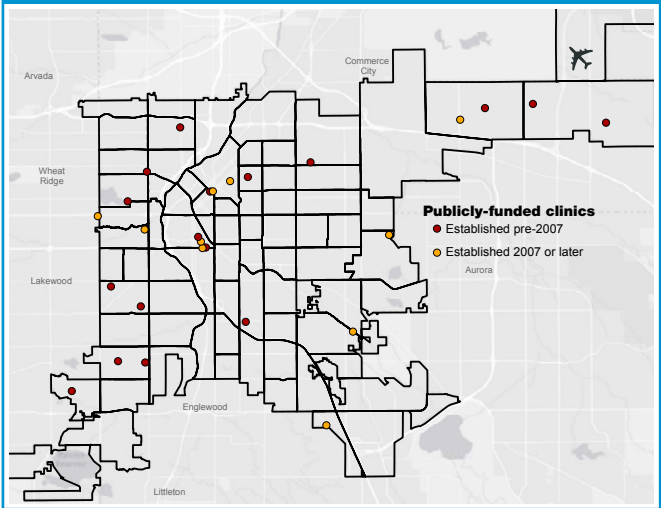 Commerce
City
Arvada
Wheat
Ridge
Publicly-funded clinics
Established pre-2007
Established 2007 or later
Aurora
Lakewood
Englewood
Littleton